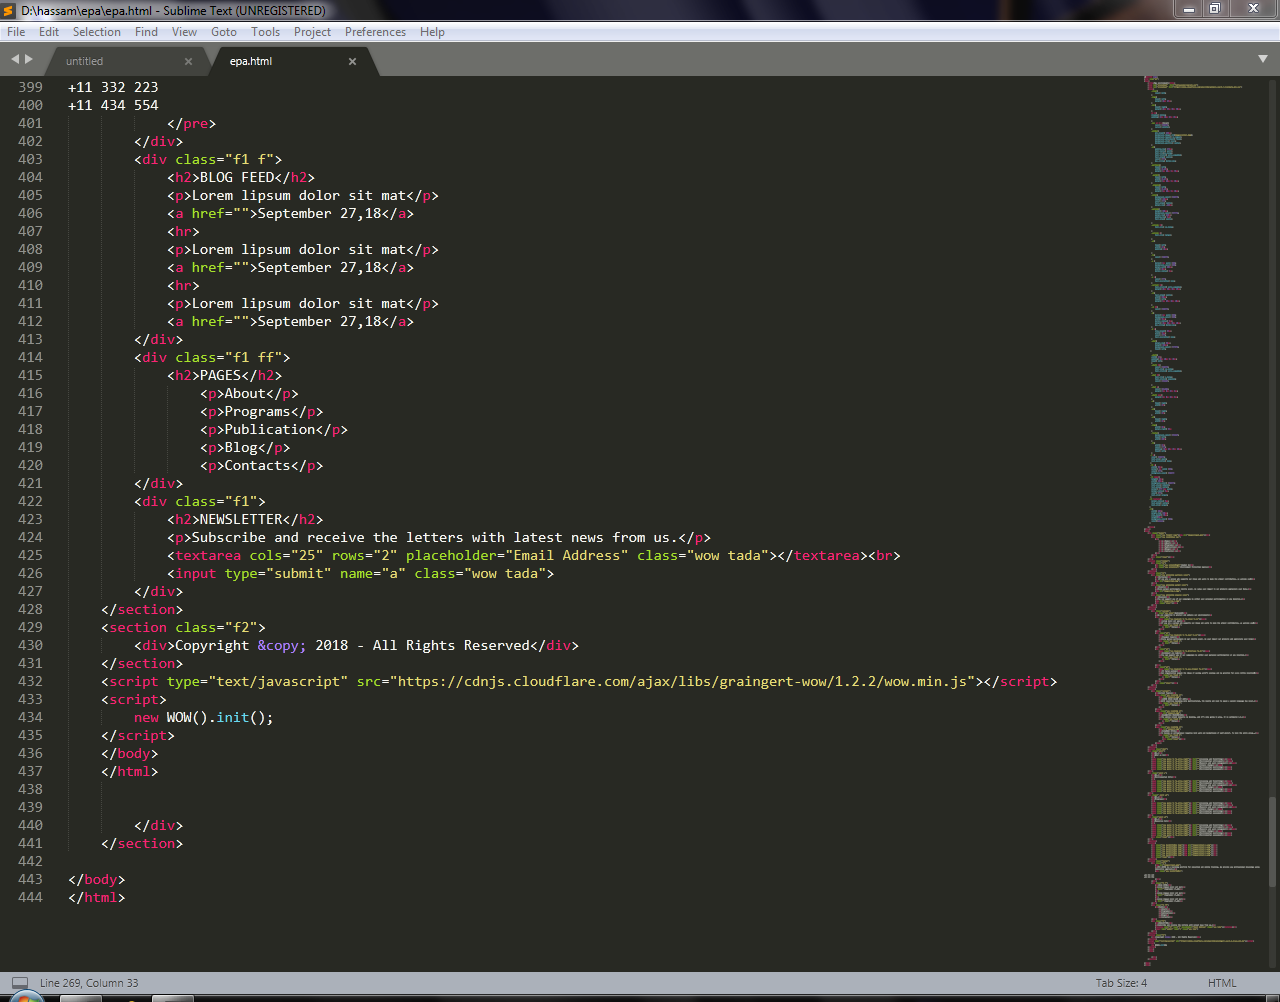 D:\hassam\epa\epa.html - Sublime Text (UNREGISTERED)
File Edit Selection Find View Goto Tools Project Preferences Help
untitled epa.html
399 +11 332 223
400 +11 434 554
401 </pre>
402 </div>
403 <div class="f1 f">
404 <h2>BLOG FEED</h2>
405 <p>Lorem lipsum dolor sit mat</p>
406 <a href="">September 27,18</a>
407 <hr>
408 <p>Lorem lipsum dolor sit mat</p>
409 <a href="">September 27,18</a>
410 <hr>
411 <p>Lorem lipsum dolor sit mat</p>
412 <a href="">September 27,18</a>
413 </div>
414 <div class="f1 ff">
415 <h2>PAGES</h2>
416 <p>About</p>
417 <p>Programs</p>
418 <p>Publication</p>
419 <p>Blog</p>
420 <p>Contacts</p>
421 </div>
422 <div class="f1">
423 <h2>NEWSLETTER</h2>
424 <p>Subscribe and receive the letters with latest news from us.</p>
425 <textarea cols="25" rows="2" placeholder="Email Address" class="wow tada"></textarea><br>
426 <input type="submit" name="a" class="wow tada">
427 </div>
428 </section>
429 <section class="f2">
430 <div>Copyright &copy; 2018 - All Rights Reserved</div>
431 </section>
432 <script type="text/javascript" src="https://cdnjs.cloudflare.com/ajax/libs/graingert-wow/1.2.2/wow.min.js"></script>
433 <script>
434 new WOW().init();
435 </script>
436 </body>
437 </html>
438
439
440 </div>
441 </section>
442
443 </body>
444 </html>
Line 269, Column 33 Tab Size: 4 HTML